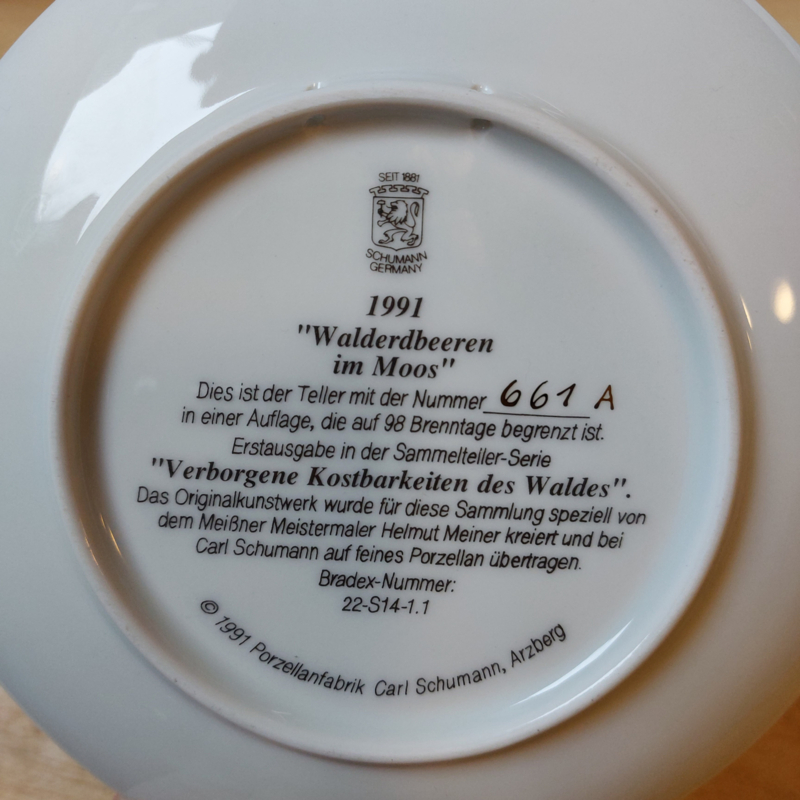 SEIT 1881
SCHUMANN
GERMANY
1991
"Walderdbeeren
im Moos"
Dies ist der Teller mit der Nummer 661 A
in einer Auflage, die auf 98 Brenntage begrenzt ist.
Erstausgabe in der Sammelteller-Serie
"Verborgene Kostbarkeiten des Waldes".
Das Originalkunstwerk wurde für diese Sammlung speziell von
dem Meißner Meistermaler Helmut Meiner kreiert und bei
Carl Schumann auf feines Porzellan übertragen.
Bradex-Nummer:
22-S14-1.1
© 1991 Porzellanfabrik Carl Schumann, Arzberg